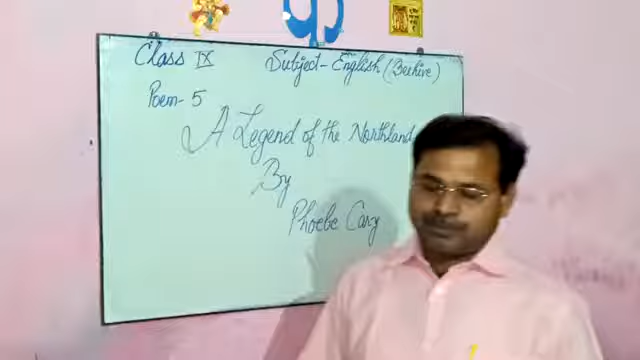 Class IX Subject- English (Beehive)
Poem- 5
A Legend of the Northland
By
Phoebe Cary